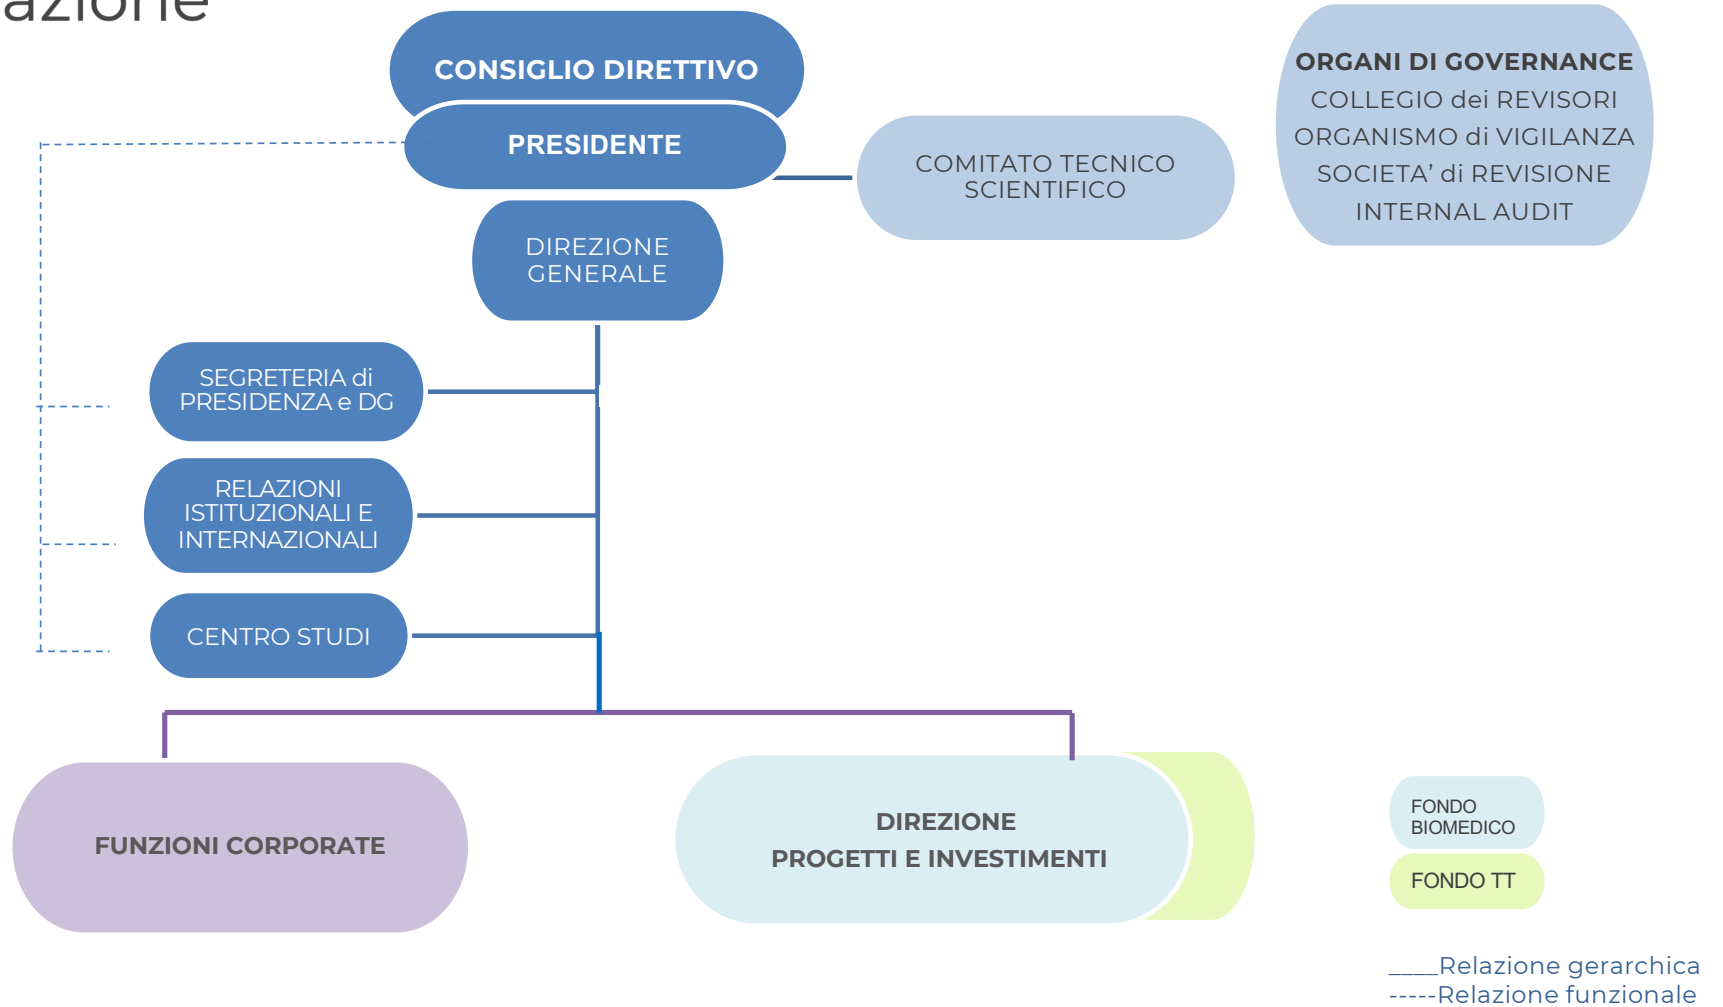 azione
CONSIGLIO DIRETTIVO
PRESIDENTE
COMITATO TECNICO
SCIENTIFICO
ORGANI DI GOVERNANCE
COLLEGIO dei REVISORI
ORGANISMO di VIGILANZA
SOCIETA’ di REVISIONE
INTERNAL AUDIT
DIREZIONE
GENERALE
SEGRETERIA di
PRESIDENZA e DG
RELAZIONI
ISTITUZIONALI E
INTERNAZIONALI
CENTRO STUDI
FUNZIONI CORPORATE
DIREZIONE
PROGETTI E INVESTIMENTI
FONDO
BIOMEDICO
FONDO TT
____Relazione gerarchica
-----Relazione funzionale